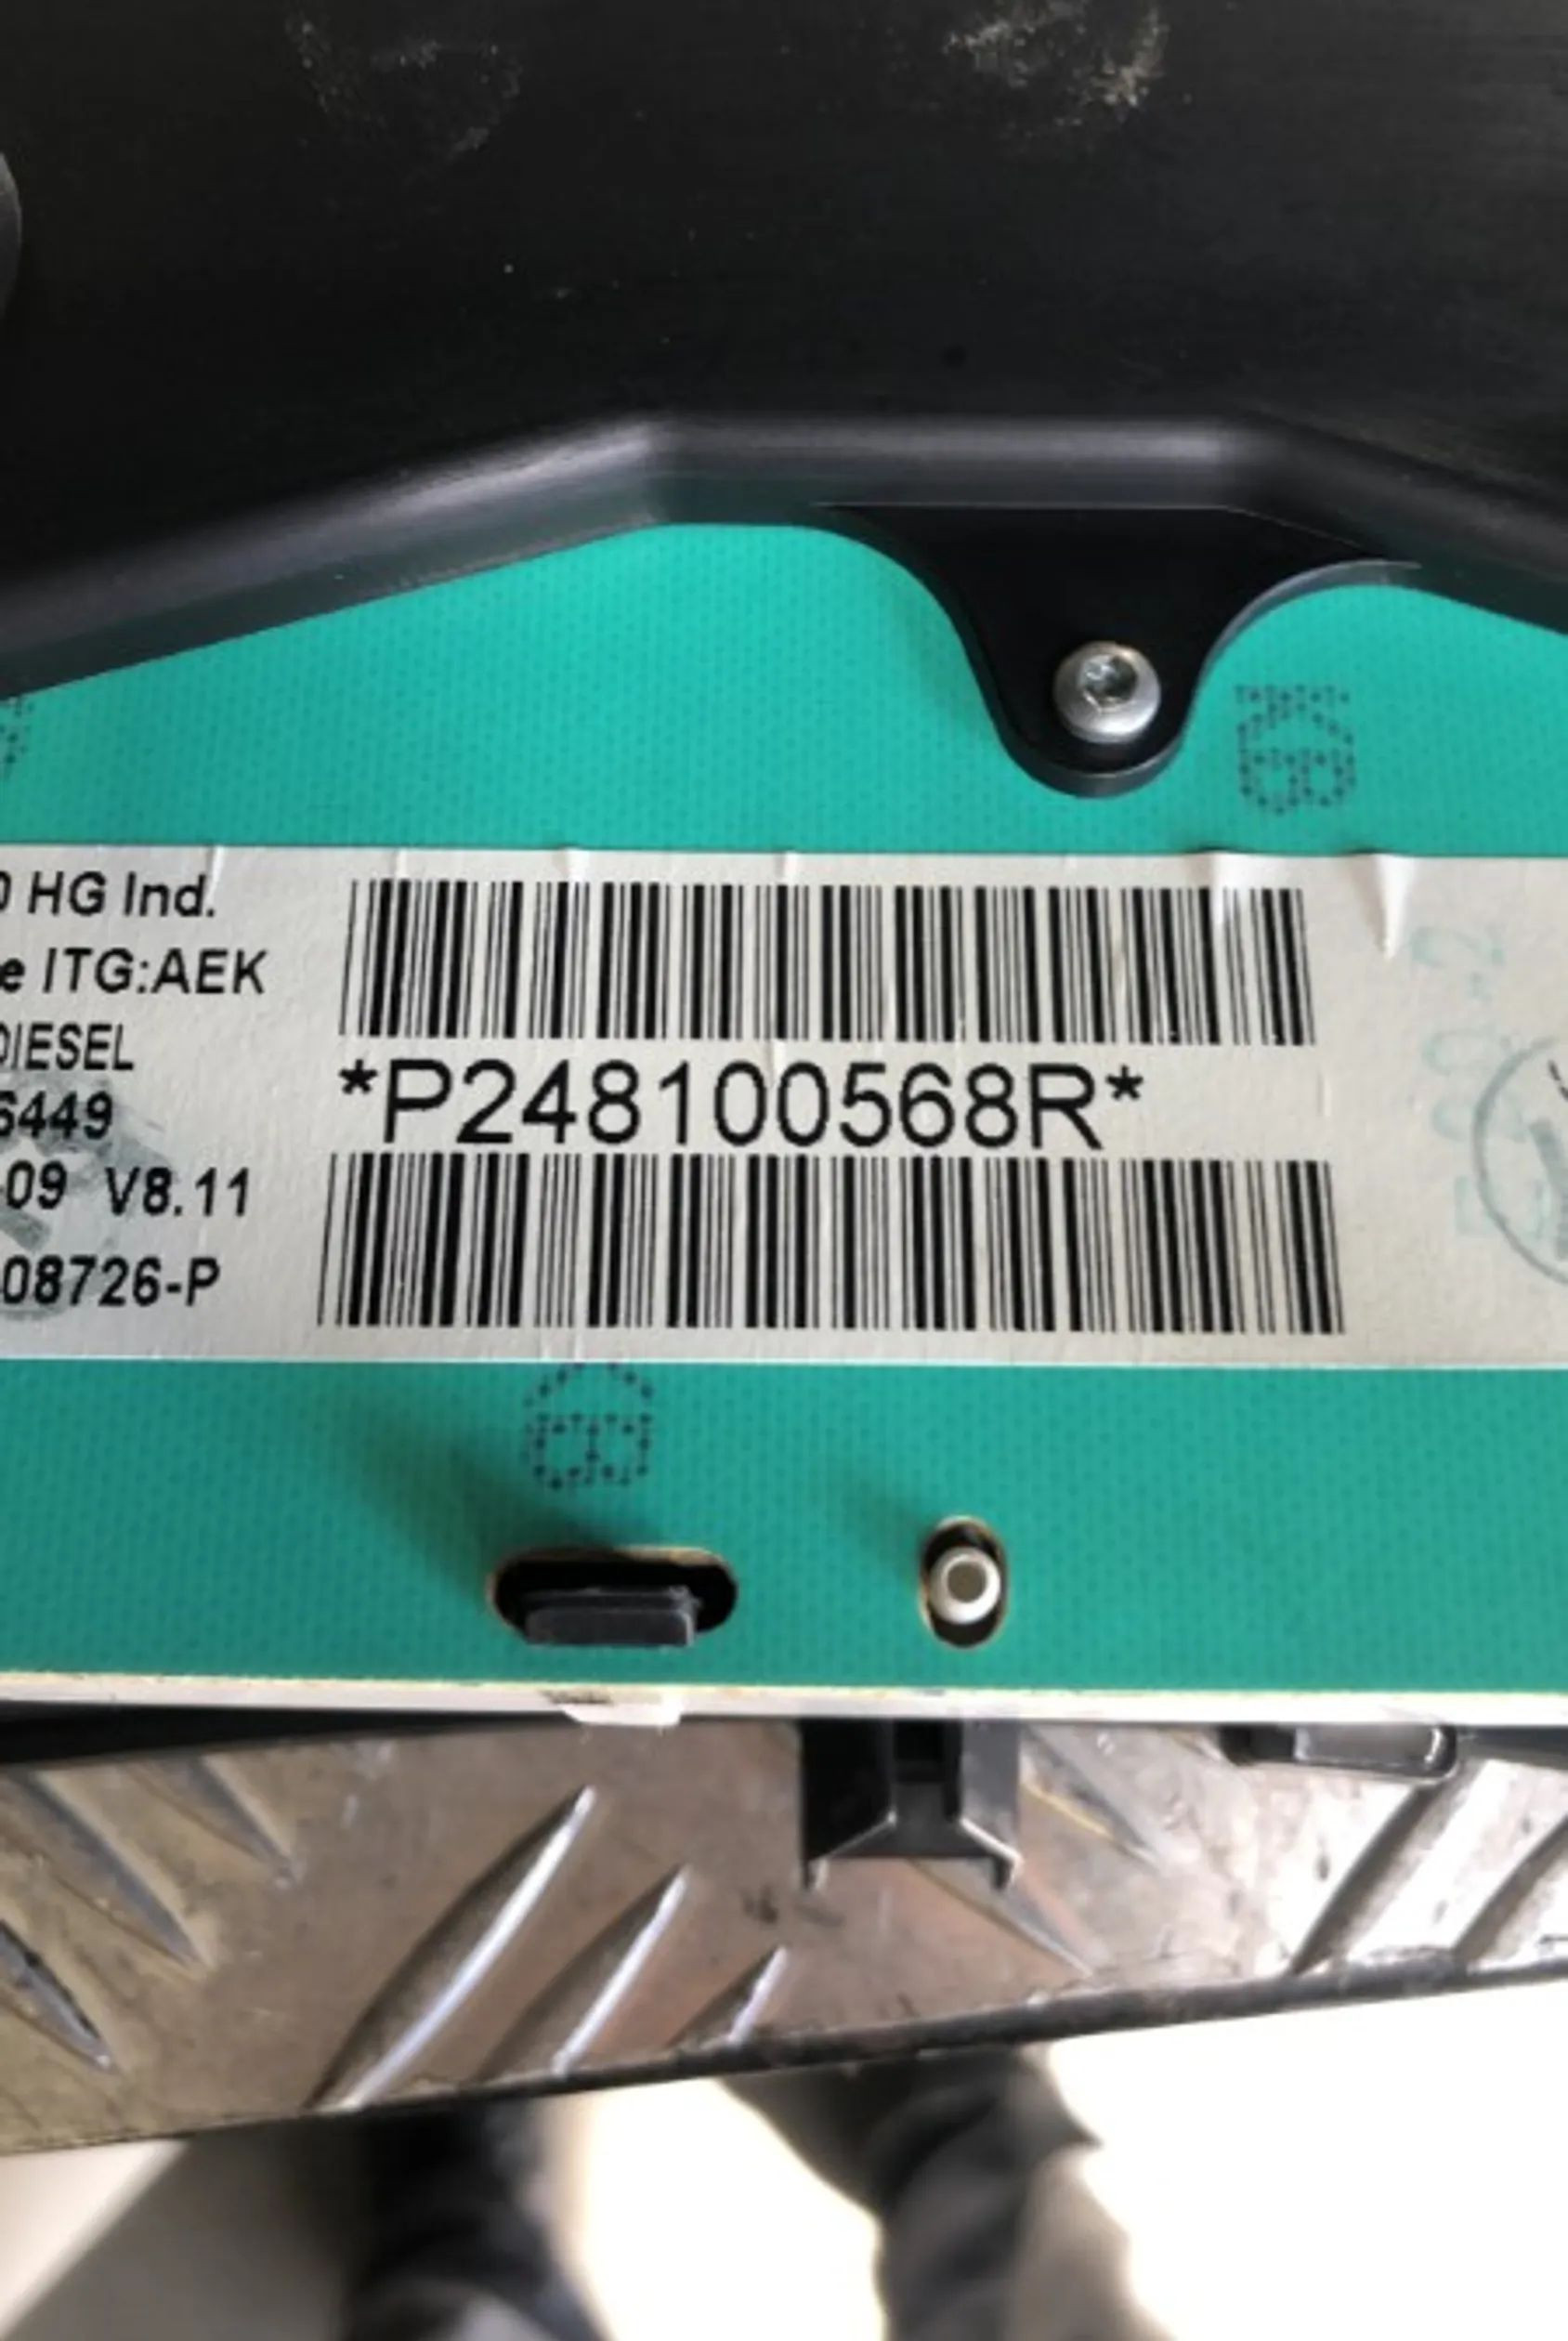 0 HG Ind.
e ITG:AEK
DIESEL
6449
-09 V8.11
08726-P
*P248100568R*